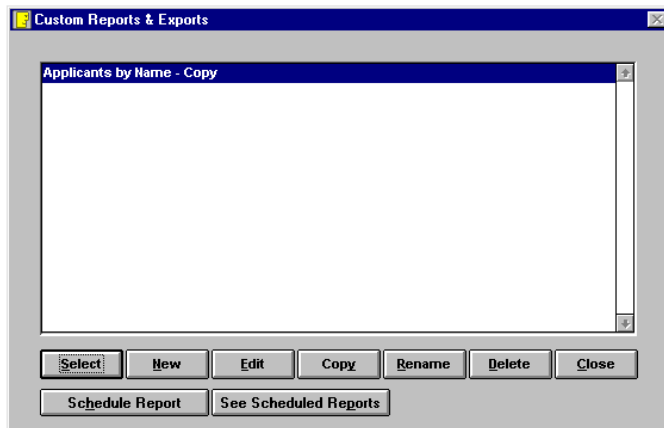 Custom Reports & Exports
Applicants by Name - Copy
Select New Edit Copy Rename Delete Close
Schedule Report See Scheduled Reports